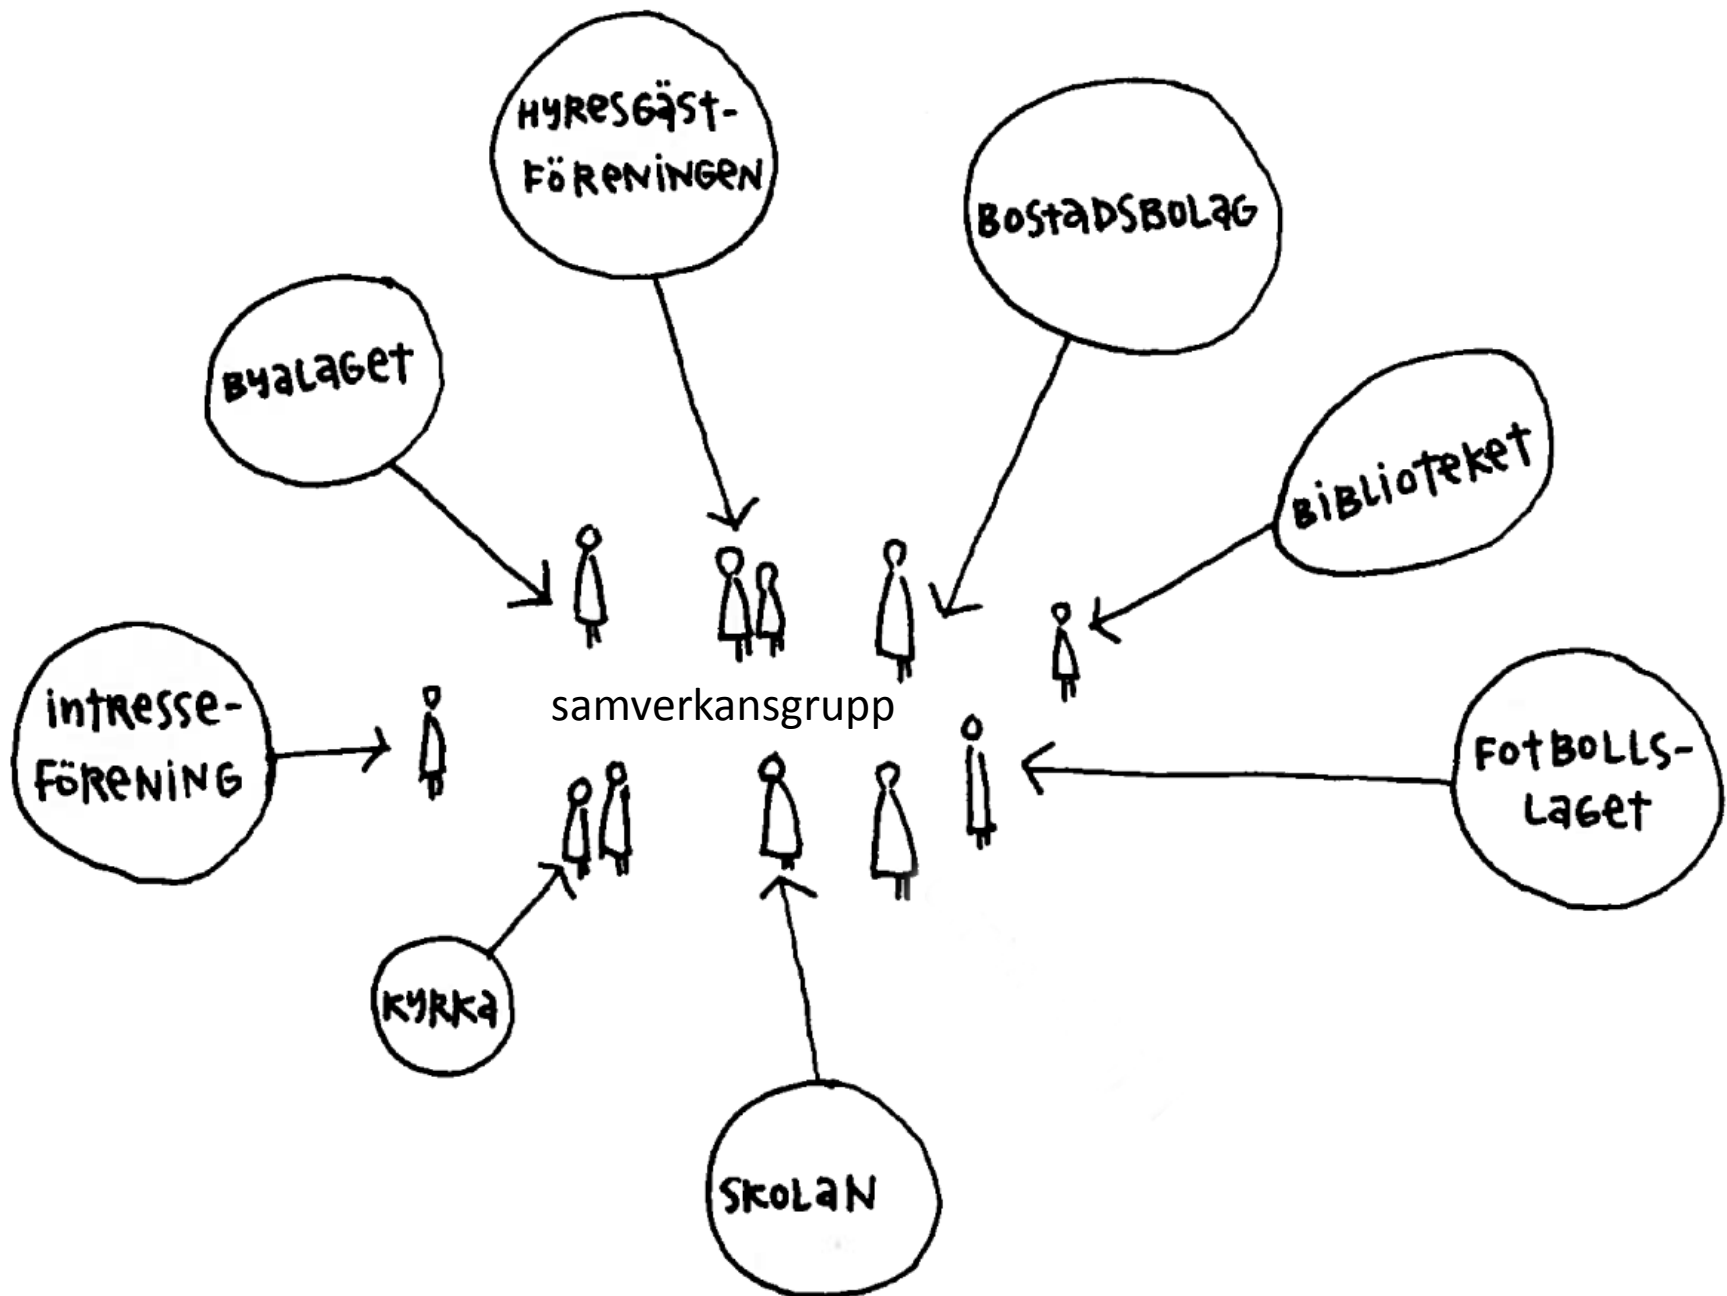 HYRESGÄST-
FÖRENINGEN
BOSTADSBOLAG
BYALAGET
BIBLIOTEKET
INTRESSE-
FÖRENING
samverkansgrupp
FOTBOLLS-
LAGET
KYRKA
SKOLAN